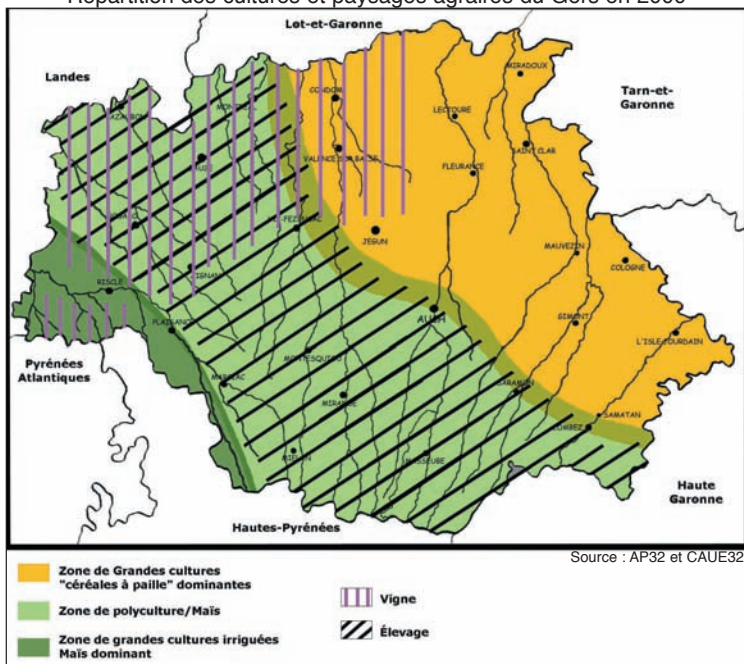 Répartition des cultures et paysages agraires du Gers en 2000
Lot-et-Garonne
Landes
Tarn-et-
Garonne
MIRADOUX
CONDOM
LECTOURE
SAINT CLAR
FLEURANCE
JEGUN
MAUVEZIN
COLOGNE
AUCH
GIMONT
L'ISLE JOURDAIN
RISCLE
PLAISANCE
Pyrénées
Atlantiques
MONTESQUIOU
MIRANDE
SARAMON
SAMATAN
LOMBEZ
MASSEUBE
Haute
Garonne
Hautes-Pyrénées
Source : AP32 et CAUE32
Zone de Grandes cultures
"céréales à paille" dominantes
Zone de polyculture/Maïs
Zone de grandes cultures irriguées
Maïs dominant
Vigne
Élevage